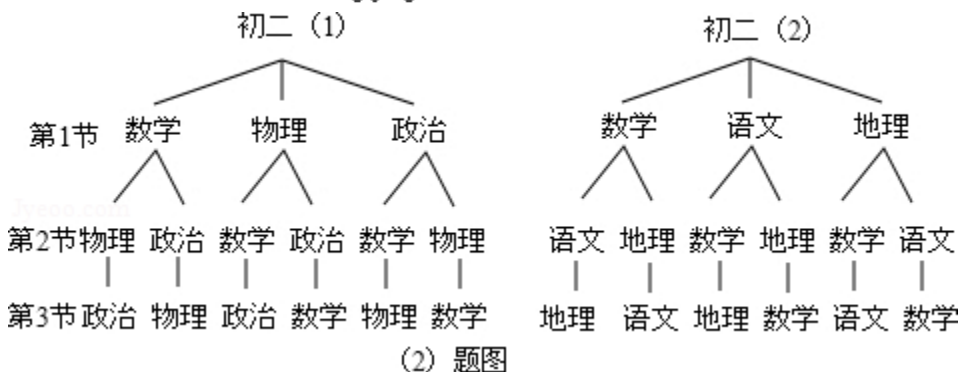 初二（1） 初二（2）
第1节 数学 物理 政治 数学 语文 地理
第2节 物理 政治 数学 政治 数学 物理 语文 地理 数学 地理 数学 语文
第3节 政治 物理 政治 数学 物理 数学 地理 语文 地理 数学 语文 数学
（2）题图